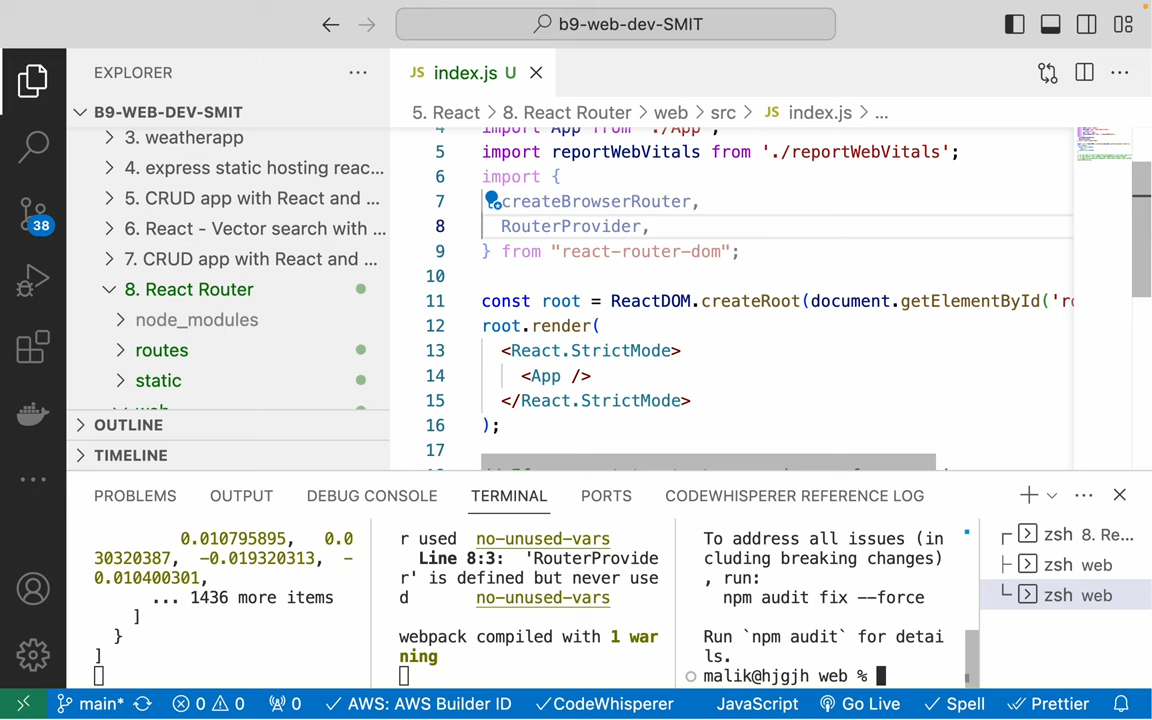 b9-web-dev-SMIT
EXPLORER
B9-WEB-DEV-SMIT
3. weatherapp
4. express static hosting reac...
5. CRUD app with React and ...
6. React - Vector search with ...
7. CRUD app with React and ...
8. React Router
node_modules
routes
static
web
OUTLINE
TIMELINE
JS index.js U
5. React > 8. React Router > web > src > JS index.js > ...
4 import App from './App';
5 import reportWebVitals from './reportWebVitals';
6 import {
7 createBrowserRouter,
8 RouterProvider,
9 } from "react-router-dom";
10
11 const root = ReactDOM.createRoot(document.getElementById('ro
12 root.render(
13 <React.StrictMode>
14 <App />
15 </React.StrictMode>
16 );
17
PROBLEMS OUTPUT DEBUG CONSOLE TERMINAL PORTS CODEWHISPERER REFERENCE LOG
0.010795895, 0.0
30320387, -0.019320313, -
0.010400301,
... 1436 more items
]
}
]
r used no-unused-vars
Line 8:3: 'RouterProvide
r' is defined but never use
d no-unused-vars
webpack compiled with 1 war
ning
To address all issues (in
cluding breaking changes)
, run:
npm audit fix --force
Run `npm audit` for detai
ls.
malik@hjgjh web %
zsh 8. Re...
zsh web
zsh web
38
main* 0 0 0 AWS: AWS Builder ID CodeWhisperer JavaScript Go Live Spell Prettier